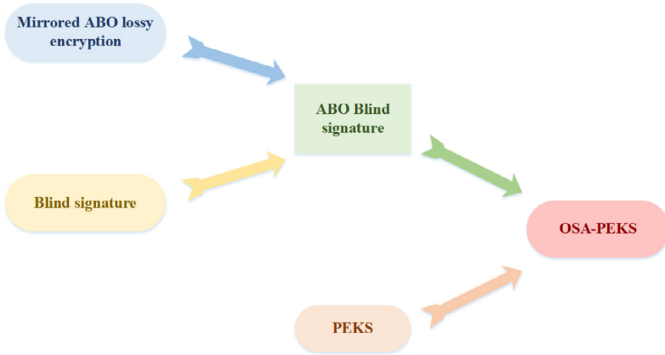 Mirrored ABO lossy
encryption
ABO Blind
signature
Blind signature
OSA-PEKS
PEKS